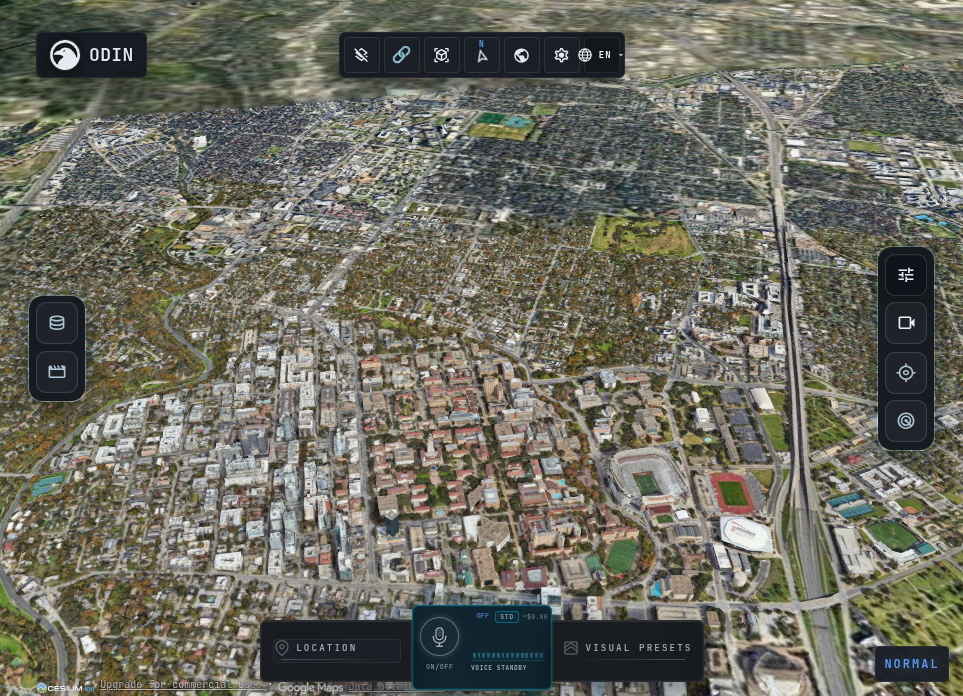 ODIN
N
EN
LOCATION
OFF STD ~$0.00
ON/OFF
VOICE STANDBY
VISUAL PRESETS
NORMAL
CESIUM ion
Upgrade for commercial use.
Google Maps